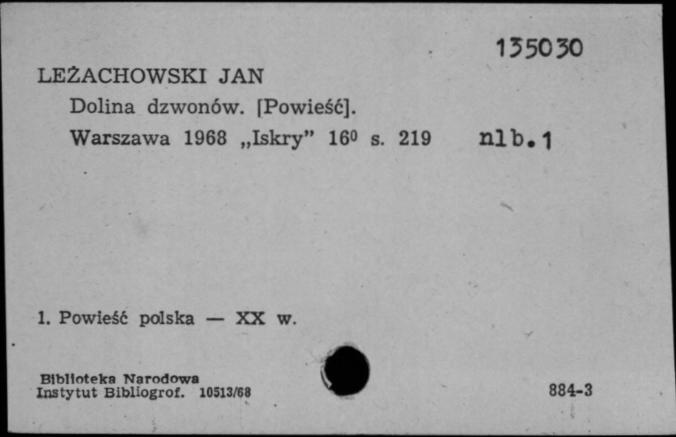 135030
LEŻACHOWSKI JAN
Dolina dzwonów. [Powieść].
Warszawa 1968 „Iskry” 16⁰ s. 219 nlb. 1
1. Powieść polska — XX w.
Biblioteka Narodowa
Instytut Bibliogrof. 10513/68
884-3